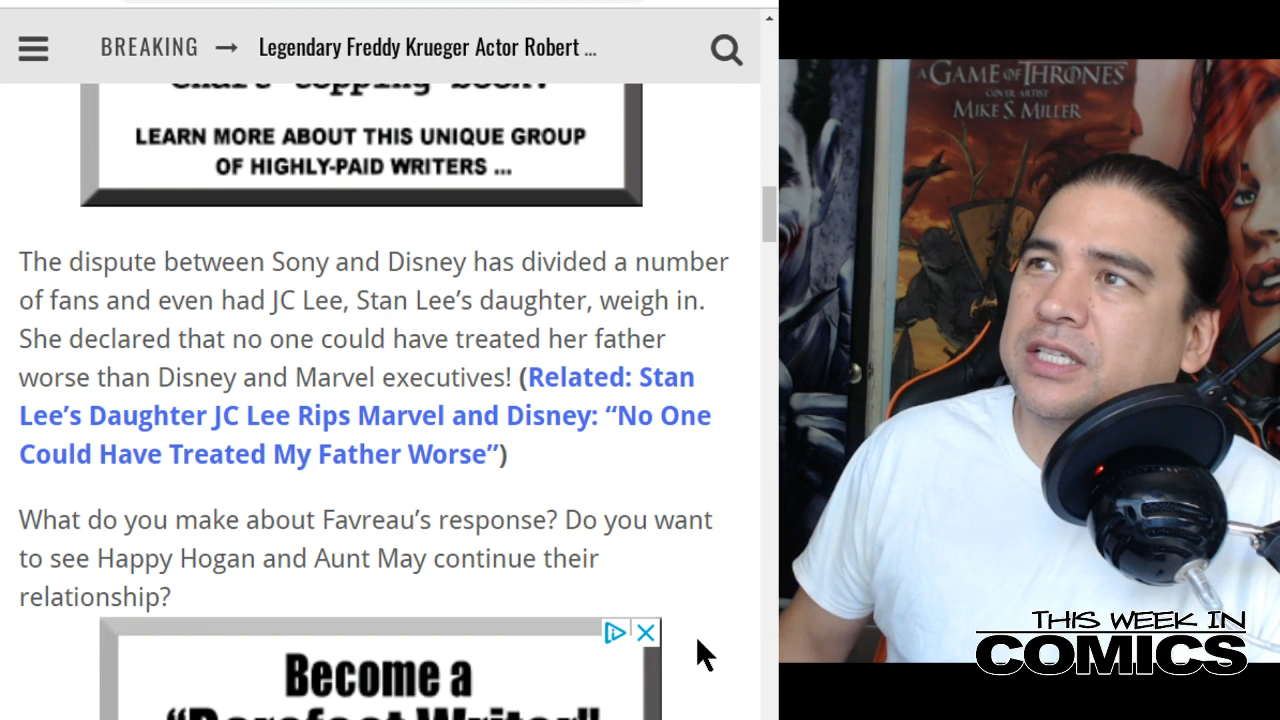 BREAKING → Legendary Freddy Krueger Actor Robert ...
chart-topping book.
LEARN MORE ABOUT THIS UNIQUE GROUP
OF HIGHLY-PAID WRITERS ...
The dispute between Sony and Disney has divided a number
of fans and even had JC Lee, Stan Lee’s daughter, weigh in.
She declared that no one could have treated her father
worse than Disney and Marvel executives! (Related: Stan
Lee’s Daughter JC Lee Rips Marvel and Disney: “No One
Could Have Treated My Father Worse”)
What do you make about Favreau’s response? Do you want
to see Happy Hogan and Aunt May continue their
relationship?
Become a
“Barefoot Writer”
A GAME OF THRONES
COVER ARTIST
MIKE S. MILLER
THIS WEEK IN
COMICS